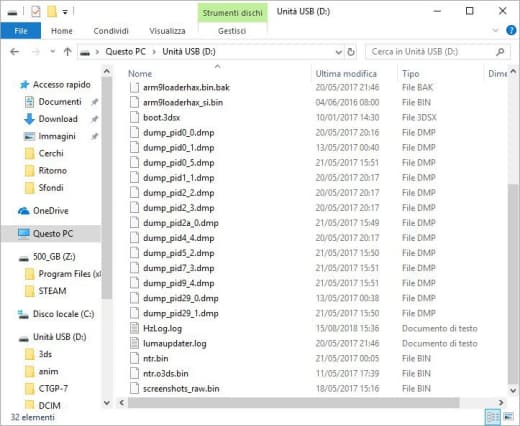 Strumenti dischi
Unità USB (D:)
File
Home
Condividi
Visualizza
Gestisci
Questo PC
Unità USB (D:)
Cerca in Unità USB (D:)
Nome
Ultima modifica
Tipo
Dime
Accesso rapido
Documenti
Download
Immagini
Cerchi
Ritorno
Sfondi
OneDrive
Questo PC
500_GB (Z:)
Program Files (x8
STEAM
Disco locale (C:)
Unità USB (D:)
3ds
anim
CTGP-7
DCIM
arm9loaderhax.bin.bak 20/05/2017 21:46 File BAK
arm9loaderhax_si.bin 04/06/2016 08:00 File BIN
boot.3dsx 10/01/2017 14:30 File 3DSX
dump_pid0_0.dmp 20/05/2017 20:16 File DMP
dump_pid0_1.dmp 13/05/2017 00:40 File DMP
dump_pid0_5.dmp 21/05/2017 15:51 File DMP
dump_pid1_1.dmp 20/05/2017 20:17 File DMP
dump_pid2_2.dmp 20/05/2017 20:17 File DMP
dump_pid2_3.dmp 20/05/2017 20:17 File DMP
dump_pid2a_0.dmp 21/05/2017 15:49 File DMP
dump_pid4_4.dmp 20/05/2017 20:17 File DMP
dump_pid5_2.dmp 21/05/2017 15:50 File DMP
dump_pid7_3.dmp 21/05/2017 15:51 File DMP
dump_pid9_4.dmp 21/05/2017 15:51 File DMP
dump_pid29_0.dmp 13/05/2017 00:38 File DMP
dump_pid29_1.dmp 21/05/2017 15:50 File DMP
HzLog.log 15/08/2018 15:36 Documento di testo
lumaupdater.log 20/05/2017 21:46 Documento di testo
ntr.bin 21/05/2017 00:05 File BIN
ntr.o3ds.bin 11/05/2017 17:39 File BIN
screenshots_raw.bin 18/05/2017 15:16 File BIN
32 elementi